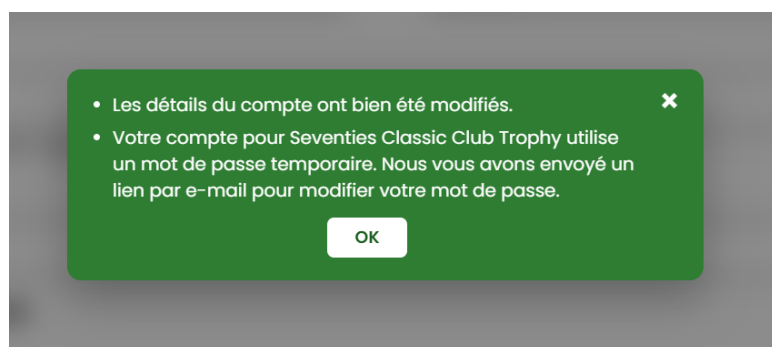 Les détails du compte ont bien été modifiés.
Votre compte pour Seventies Classic Club Trophy utilise
un mot de passe temporaire. Nous vous avons envoyé un
lien par e-mail pour modifier votre mot de passe.
OK